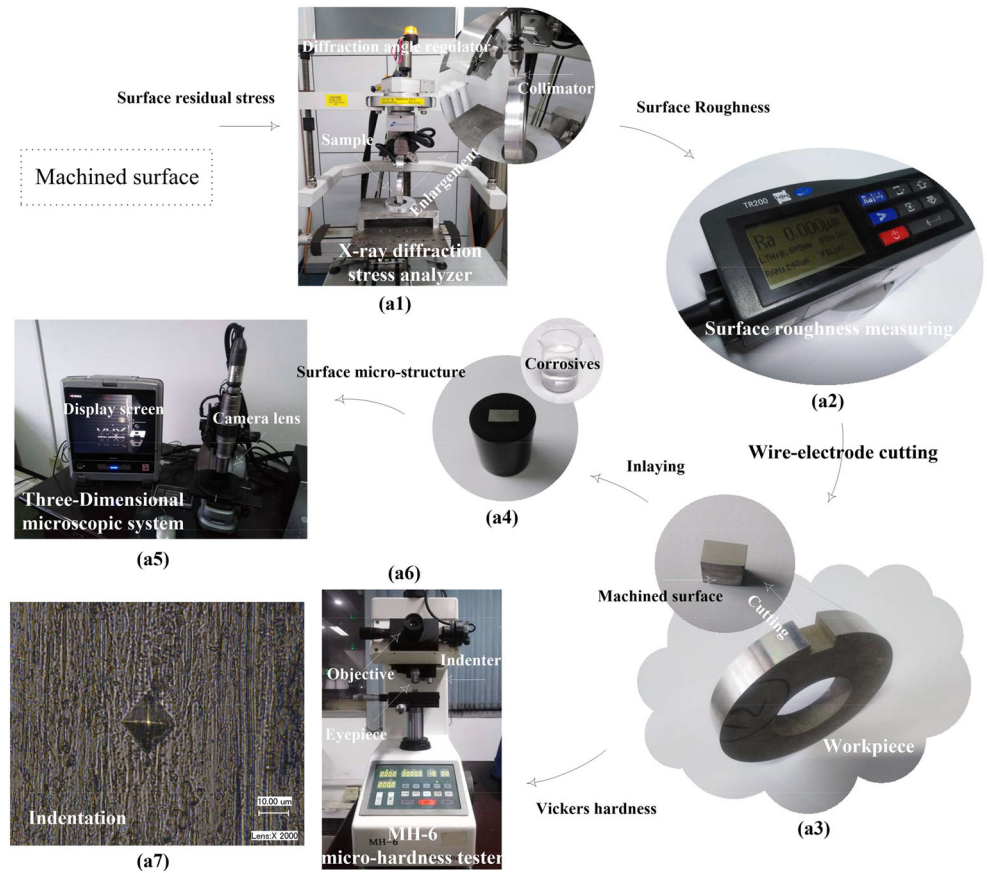 Surface residual stress
Machined surface
Diffraction angle regulator
Collimator
Sample
Enlargement
X-ray diffraction
stress analyzer
(a1)
Surface Roughness
TR200
Ra 0.000µm
Surface roughness measuring
(a2)
Wire-electrode cutting
Machined surface
Cutting
Workpiece
(a3)
Inlaying
Corrosives
(a4)
Surface micro-structure
Display screen
Camera lens
Three-Dimensional
microscopic system
(a5)
Vickers hardness
(a6)
Objective
Indenter
Eyepiece
MH-6
MH-6
micro-hardness tester
Indentation
10.00 um
Lens:X 2000
(a7)